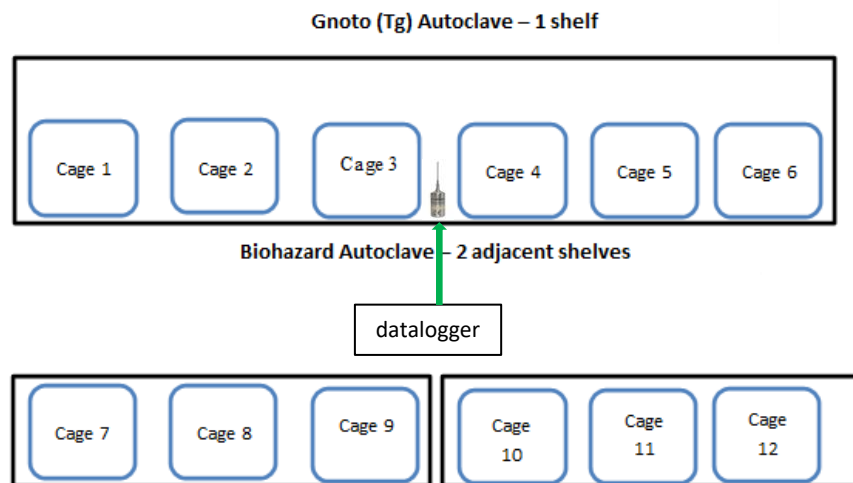 Gnoto (Tg) Autoclave – 1 shelf
Cage 1
Cage 2
Cage 3
Cage 4
Cage 5
Cage 6
Biohazard Autoclave – 2 adjacent shelves
datalogger
Cage 7
Cage 8
Cage 9
Cage
10
Cage
11
Cage
12